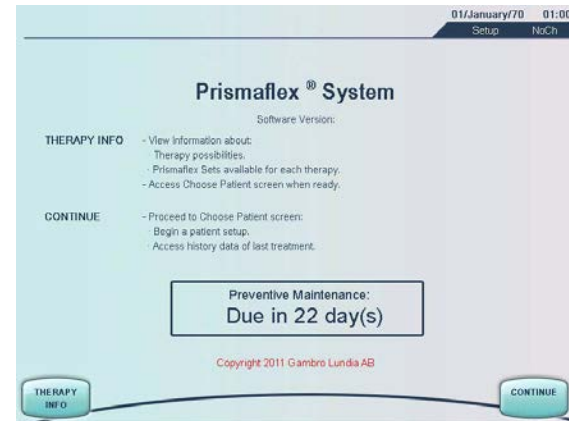 01/January/70 01:00
Setup NoCh
Prismaflex ® System
Software Version:
THERAPY INFO - View Information about:
Therapy possibilities.
· Prismaflex Sets available for each therapy.
- Access Choose Patient screen when ready.
CONTINUE - Proceed to Choose Patient screen:
· Begin a patient setup.
· Access history data of last treatment.
Preventive Maintenance:
Due in 22 day(s)
Copyright 2011 Gambro Lundia AB
THERAPY
INFO
CONTINUE